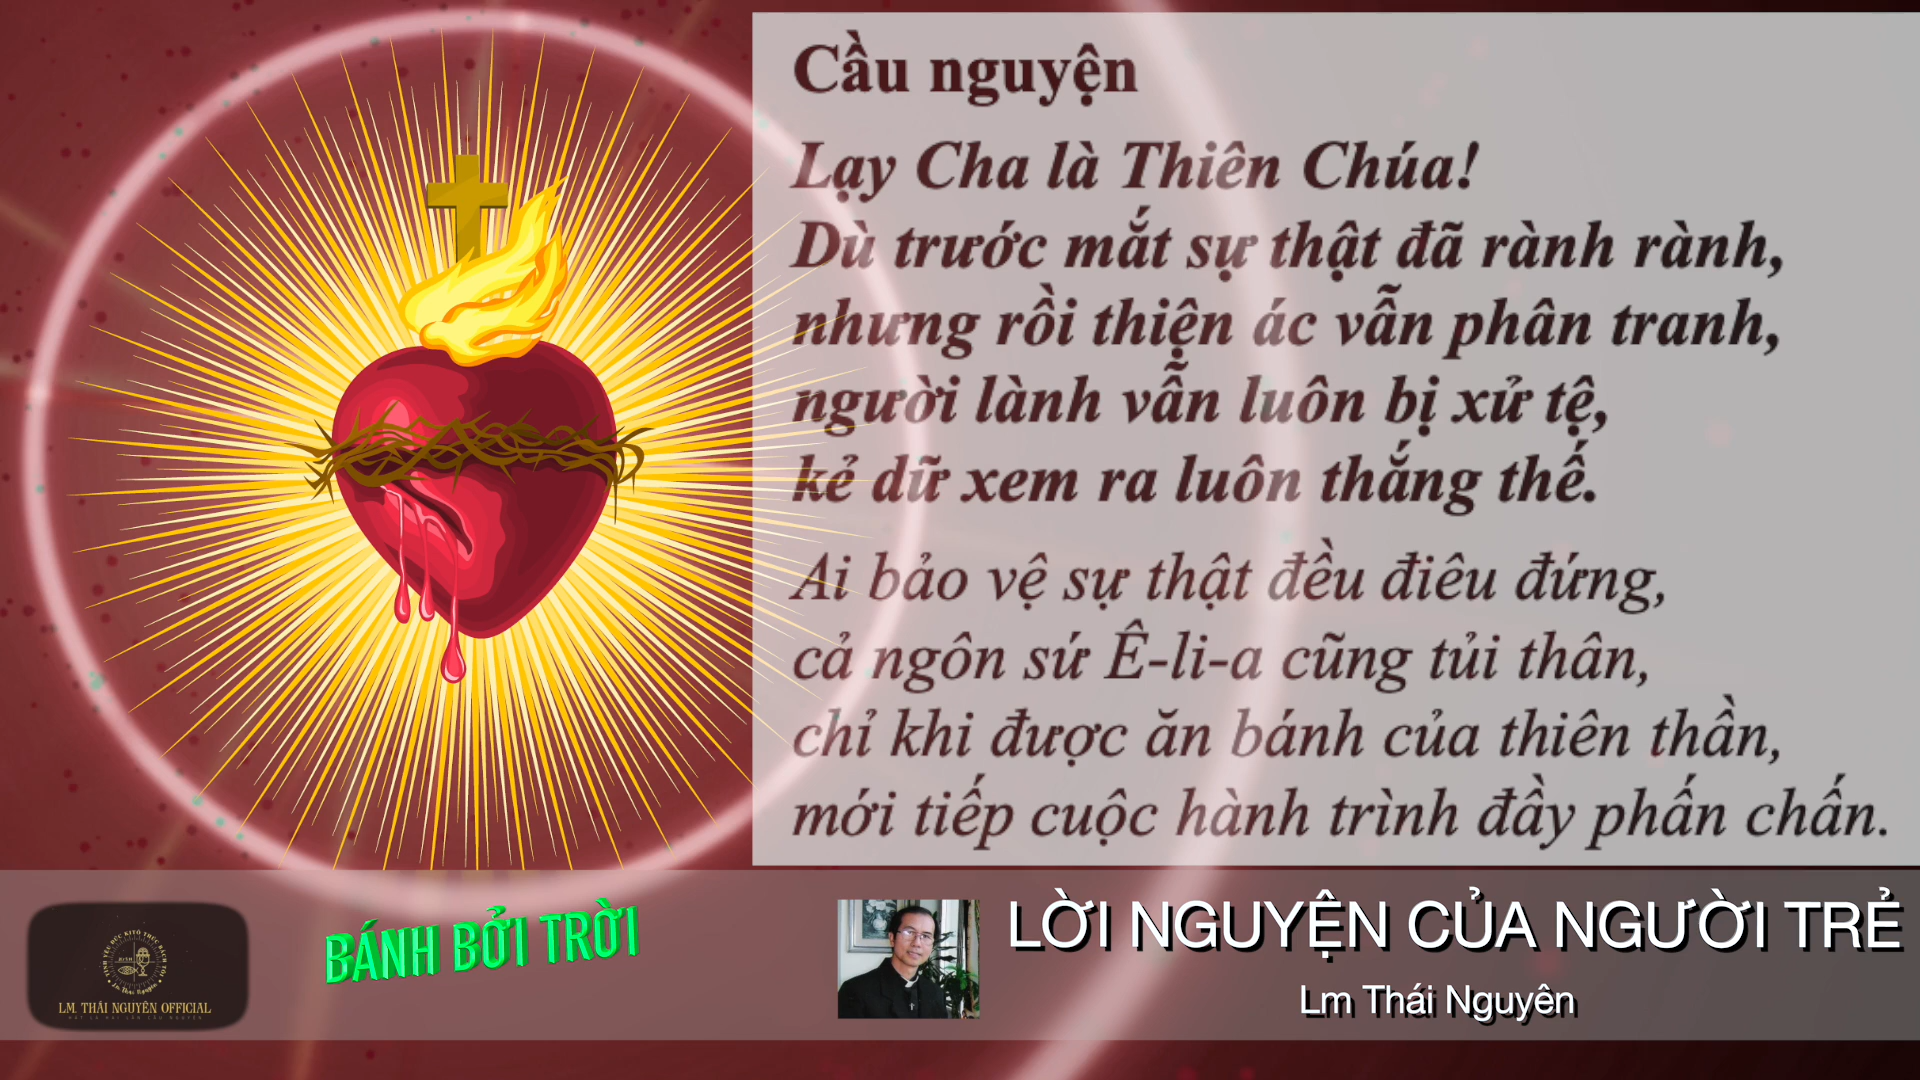 Cầu nguyện
Lạy Cha là Thiên Chúa!
Dù trước mắt sự thật đã rành rành,
nhưng rồi thiện ác vẫn phân tranh,
người lành vẫn luôn bị xử tệ,
kẻ dữ xem ra luôn thắng thế.
Ai bảo vệ sự thật đều điêu đứng,
cả ngôn sứ Ê-li-a cũng tủi thân,
chỉ khi được ăn bánh của thiên thần,
mới tiếp cuộc hành trình đầy phấn chấn.
LM. THÁI NGUYÊN OFFICIAL
BÁNH BỞI TRỜI
LỜI NGUYỆN CỦA NGƯỜI TRẺ
Lm Thái Nguyên